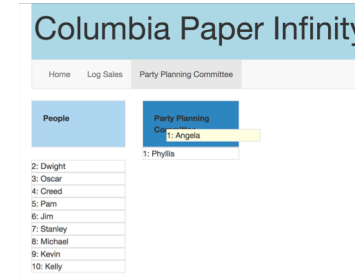 Columbia Paper Infinity
Home Log Sales Party Planning Committee
People
Party Planning
1: Angela
1: Phyllis
2: Dwight
3: Oscar
4: Creed
5: Pam
6: Jim
7: Stanley
8: Michael
9: Kevin
10: Kelly